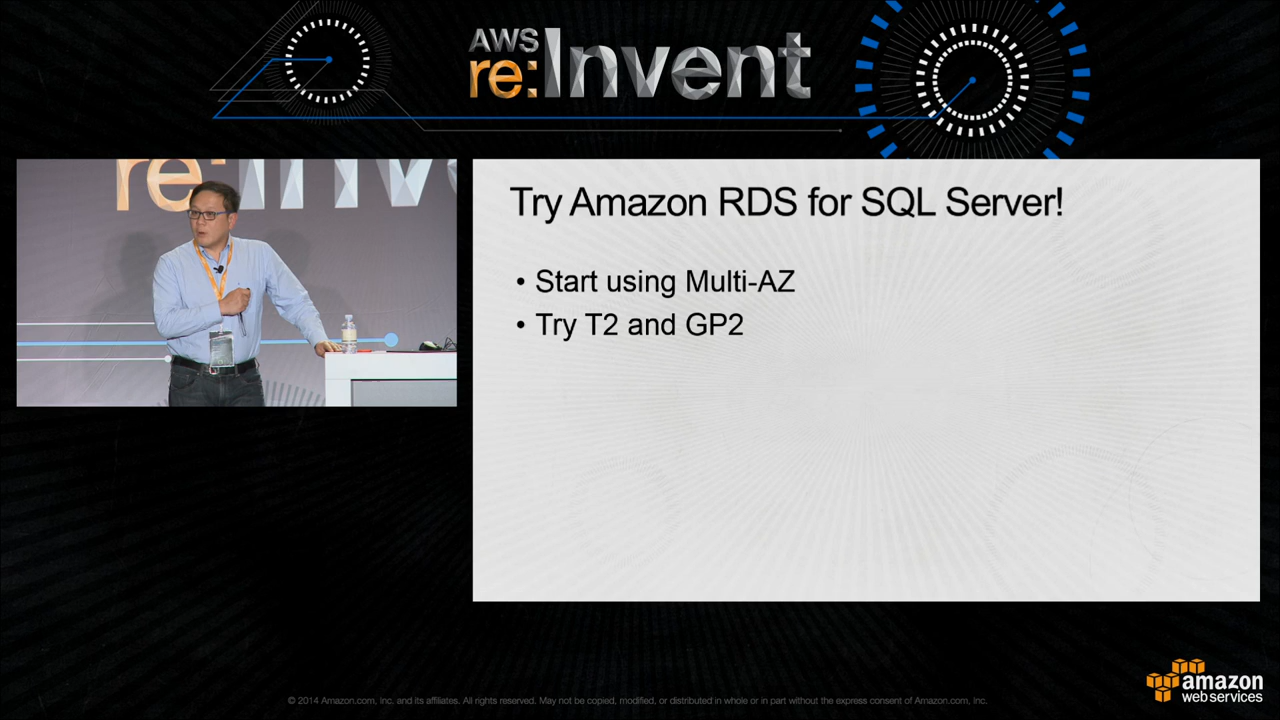 AWS
re:Invent
re:Inv
Try Amazon RDS for SQL Server!
• Start using Multi-AZ
• Try T2 and GP2
amazon
web services
© 2014 Amazon.com, inc. and its affiliates. All rights reserved. May not be copied, modified, or distributed in whole or in part without the express consent of Amazon.com, inc.